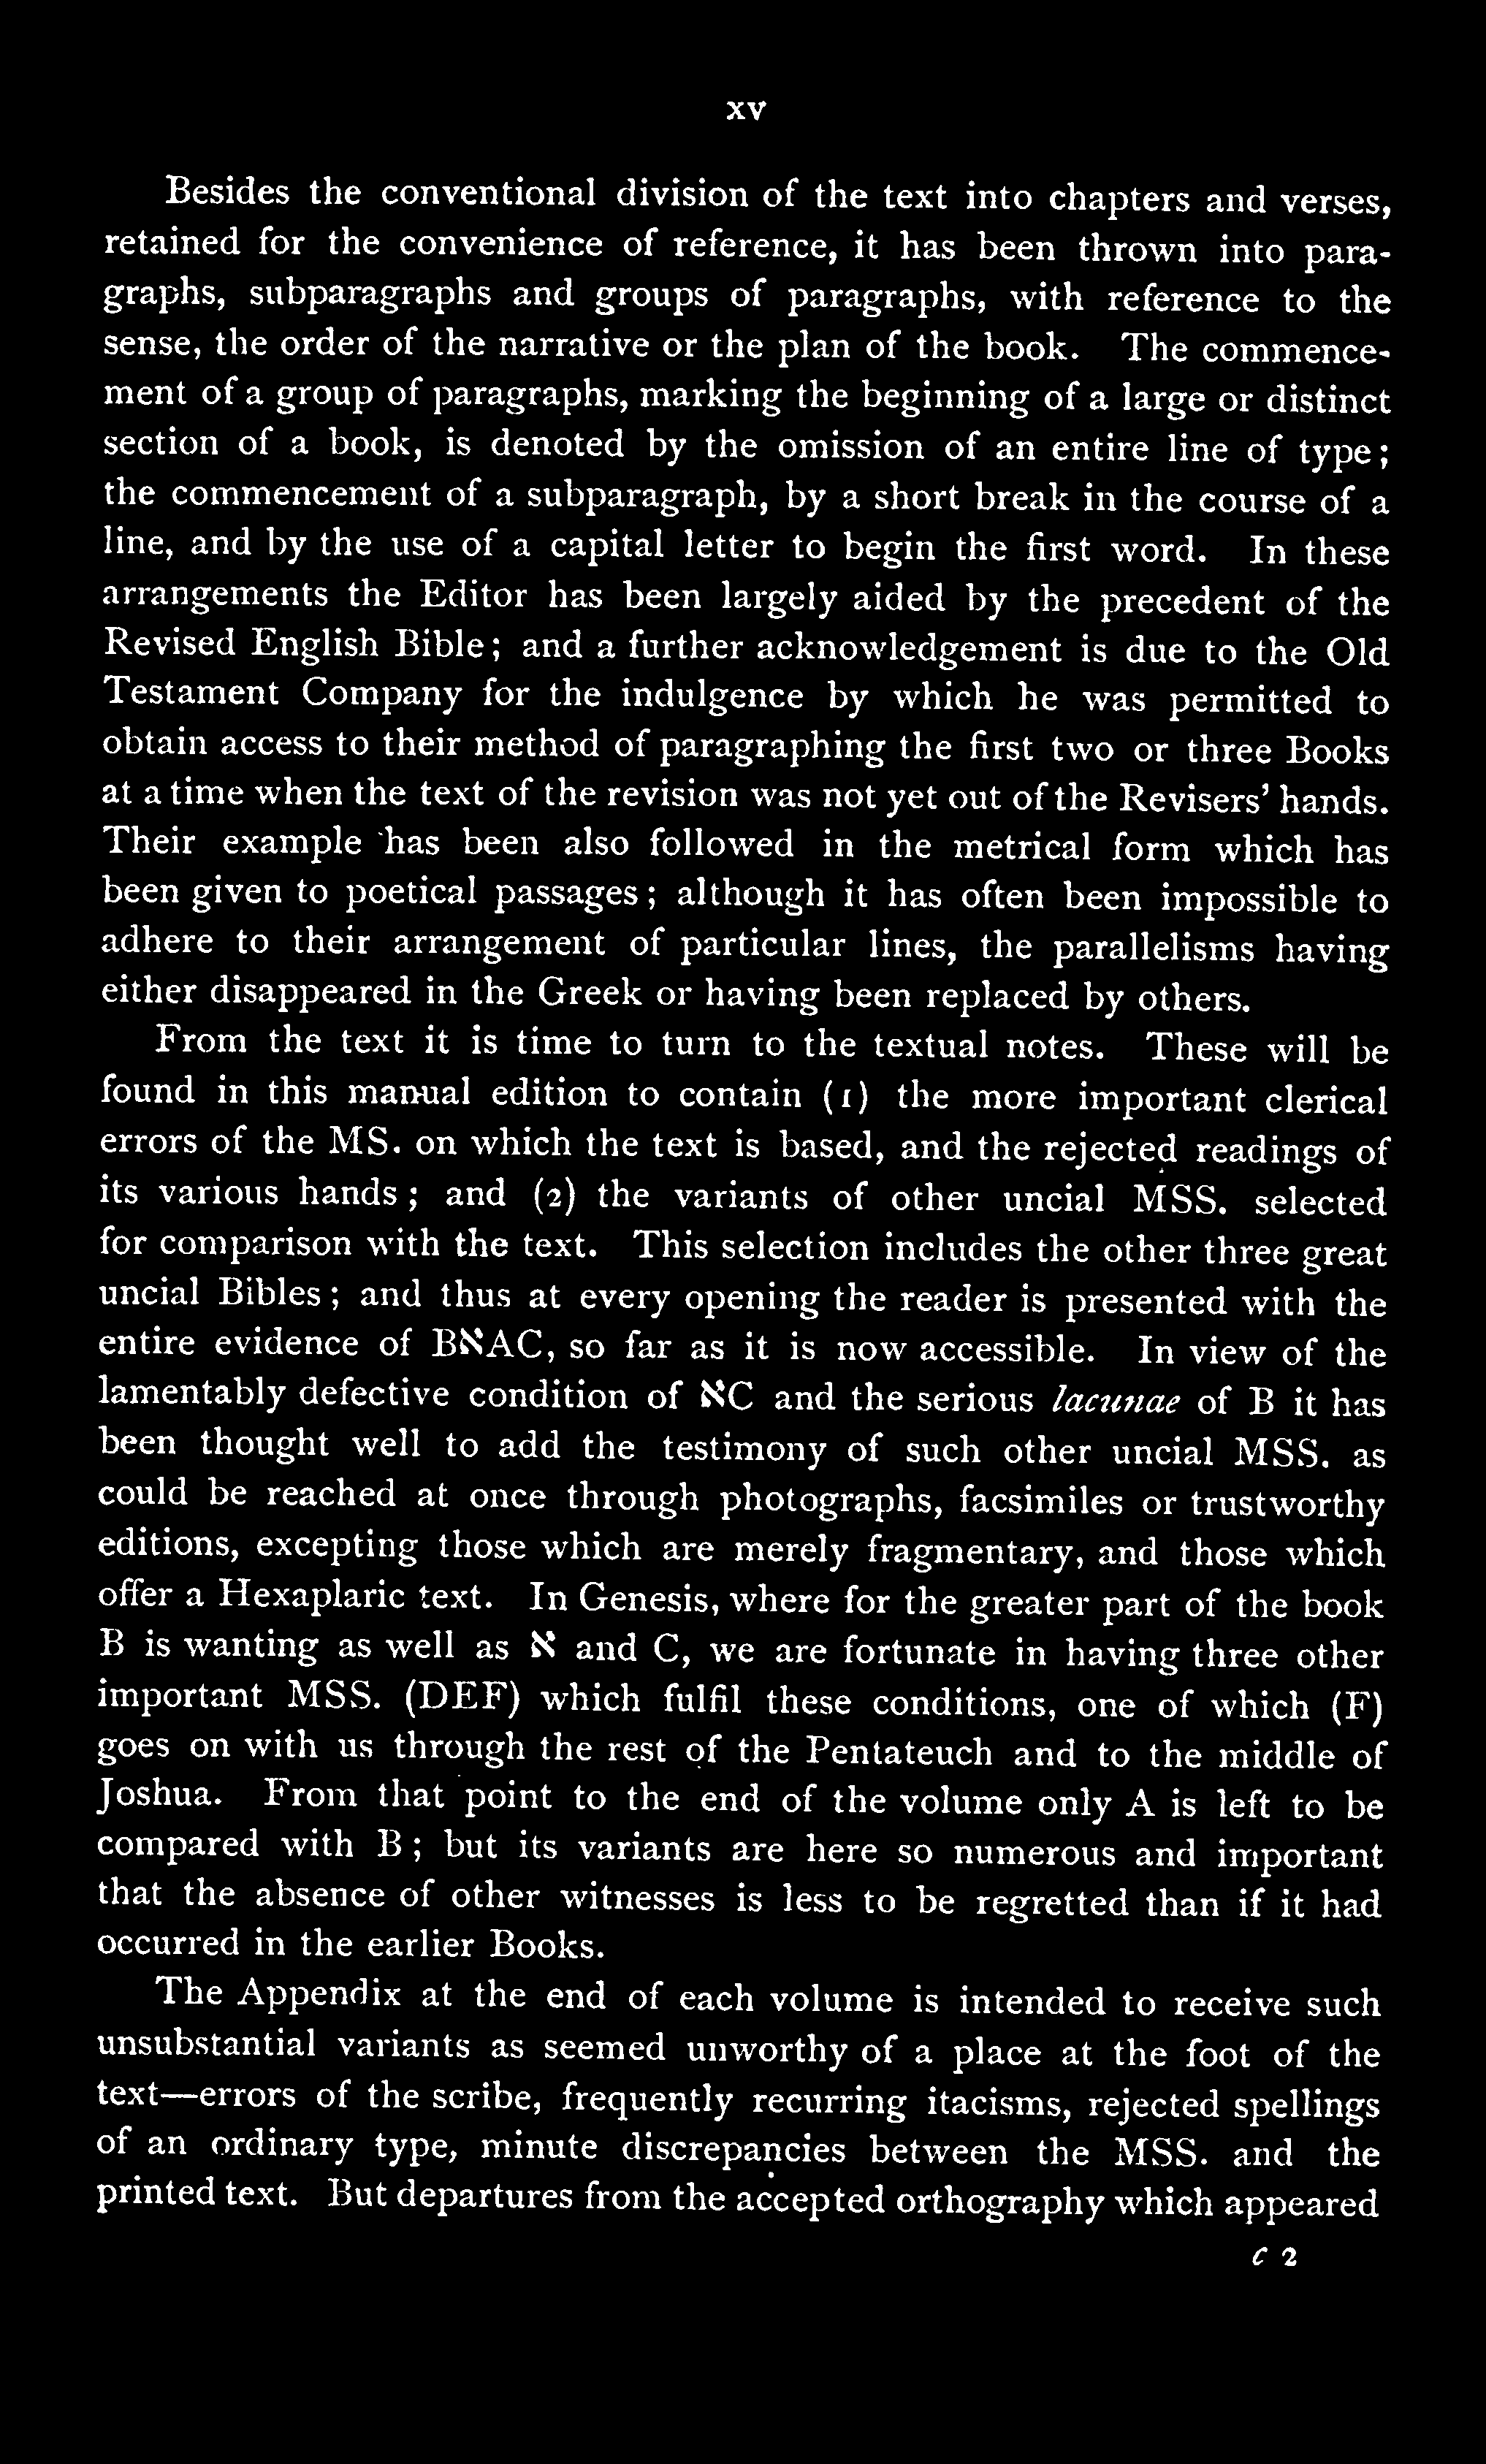 xv
Besides the conventional division of the text into chapters and verses,
retained for the convenience of reference, it has been thrown into para-
graphs, subparagraphs and groups of paragraphs, with reference to the
sense, the order of the narrative or the plan of the book. The commence-
ment of a group of paragraphs, marking the beginning of a large or distinct
section of a book, is denoted by the omission of an entire line of type;
the commencement of a subparagraph, by a short break in the course of a
line, and by the use of a capital letter to begin the first word. In these
arrangements the Editor has been largely aided by the precedent of the
Revised English Bible; and a further acknowledgement is due to the Old
Testament Company for the indulgence by which he was permitted to
obtain access to their method of paragraphing the first two or three Books
at a time when the text of the revision was not yet out of the Revisers' hands.
Their example has been also followed in the metrical form which has
been given to poetical passages; although it has often been impossible to
adhere to their arrangement of particular lines, the parallelisms having
either disappeared in the Greek or having been replaced by others.
From the text it is time to turn to the textual notes. These will be
found in this manual edition to contain (1) the more important clerical
errors of the MS. on which the text is based, and the rejected readings of
its various hands; and (2) the variants of other uncial MSS. selected
for comparison with the text. This selection includes the other three great
uncial Bibles; and thus at every opening the reader is presented with the
entire evidence of BאAC, so far as it is now accessible. In view of the
lamentably defective condition of אC and the serious lacunae of B it has
been thought well to add the testimony of such other uncial MSS. as
could be reached at once through photographs, facsimiles or trustworthy
editions, excepting those which are merely fragmentary, and those which
offer a Hexaplaric text. In Genesis, where for the greater part of the book
B is wanting as well as א and C, we are fortunate in having three other
important MSS. (DEF) which fulfil these conditions, one of which (F)
goes on with us through the rest of the Pentateuch and to the middle of
Joshua. From that point to the end of the volume only A is left to be
compared with B; but its variants are here so numerous and important
that the absence of other witnesses is less to be regretted than if it had
occurred in the earlier Books.
The Appendix at the end of each volume is intended to receive such
unsubstantial variants as seemed unworthy of a place at the foot of the
text—errors of the scribe, frequently recurring itacisms, rejected spellings
of an ordinary type, minute discrepancies between the MSS. and the
printed text. But departures from the accepted orthography which appeared
c 2